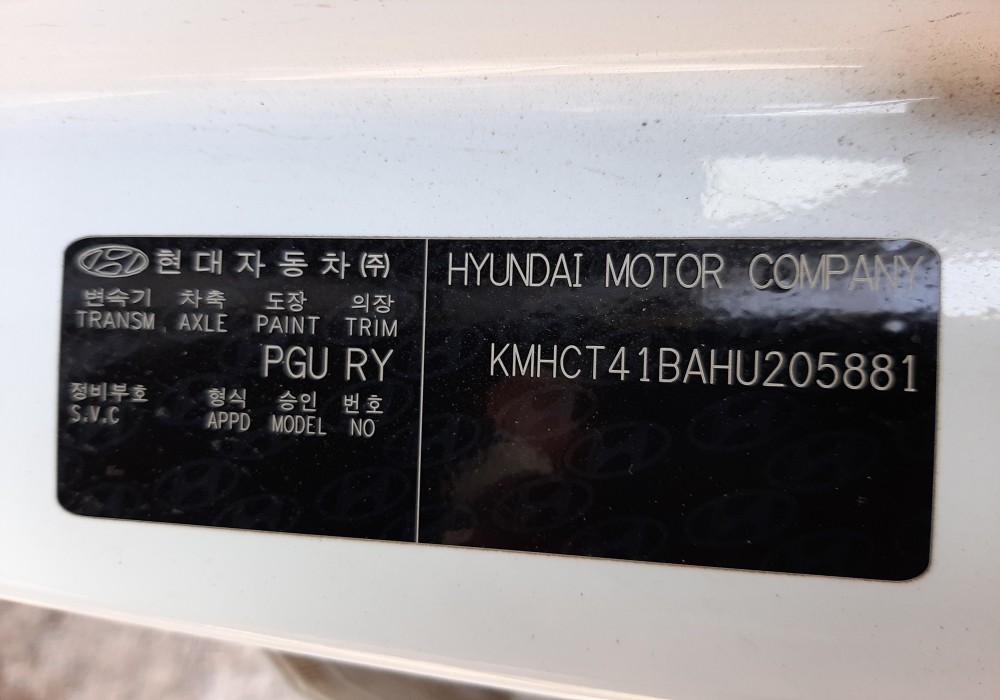 현대자동차(주)
변속기 차축 도장 의장
TRANSM AXLE PAINT TRIM
PGU RY
정비부호 형식 승인 번호
S.V.C APPD MODEL NO
HYUNDAI MOTOR COMPANY
KMHCT41BAHU205881